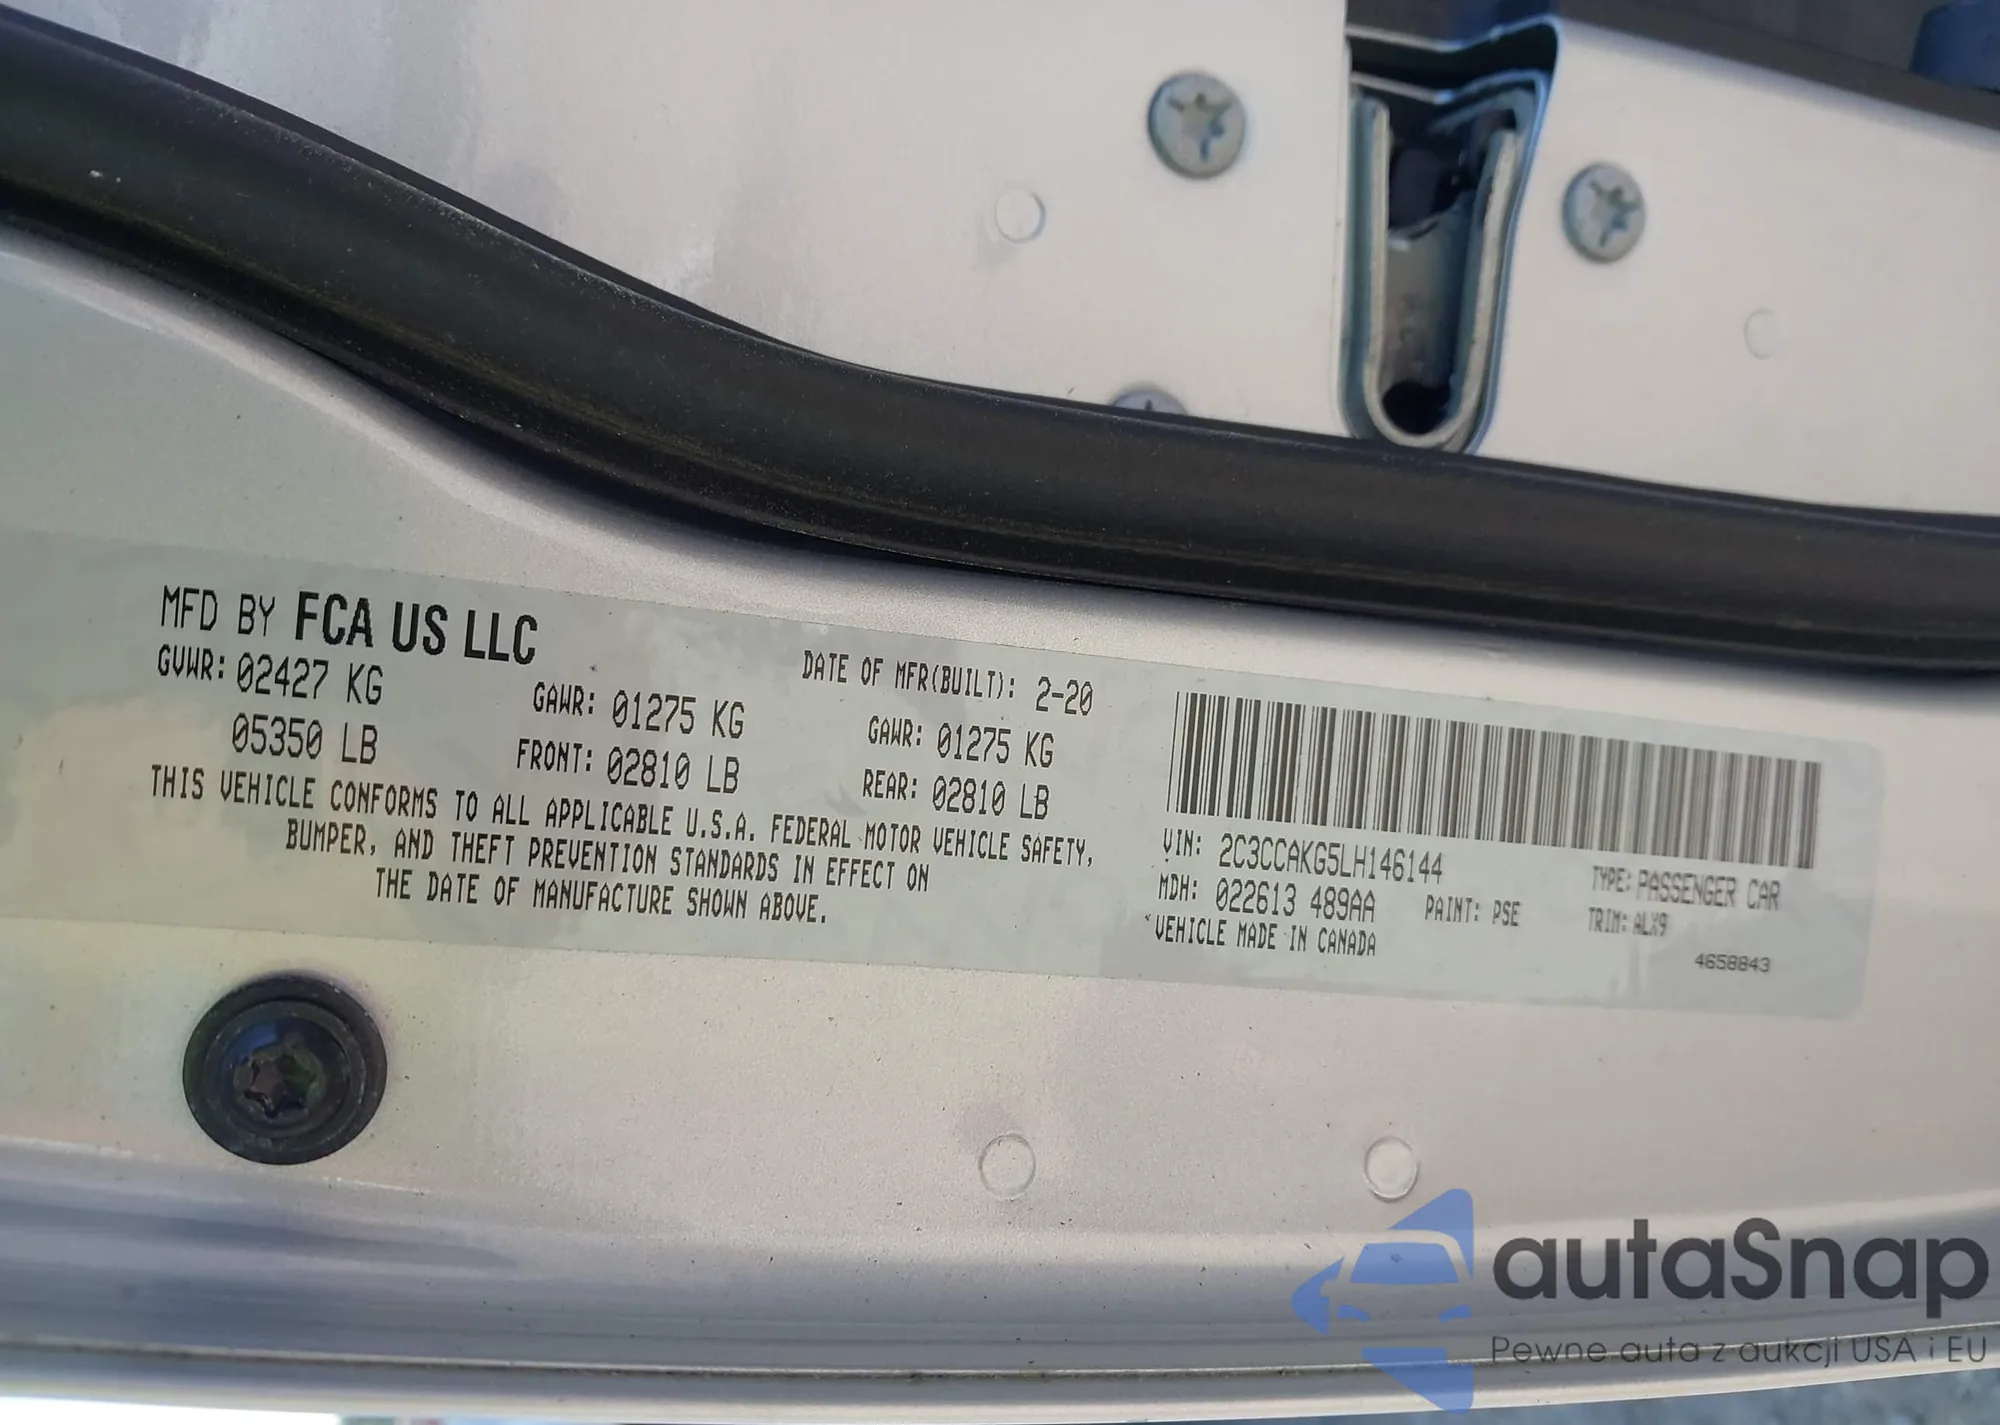 MFD BY FCA US LLC
DATE OF MFR(BUILT): 2-20
GVWR: 02427 KG GAWR: 01275 KG GAWR: 01275 KG
05350 LB FRONT: 02810 LB REAR: 02810 LB
THIS VEHICLE CONFORMS TO ALL APPLICABLE U.S.A. FEDERAL MOTOR VEHICLE SAFETY,
BUMPER, AND THEFT PREVENTION STANDARDS IN EFFECT ON
THE DATE OF MANUFACTURE SHOWN ABOVE.
VIN: 2C3CCAKG5LH146144 TYPE: PASSENGER CAR
MDH: 022613 489AA PAINT: PSE TRIM: ALX9
VEHICLE MADE IN CANADA
4658843
autaSnap
Pewne auta z aukcji USA i EU